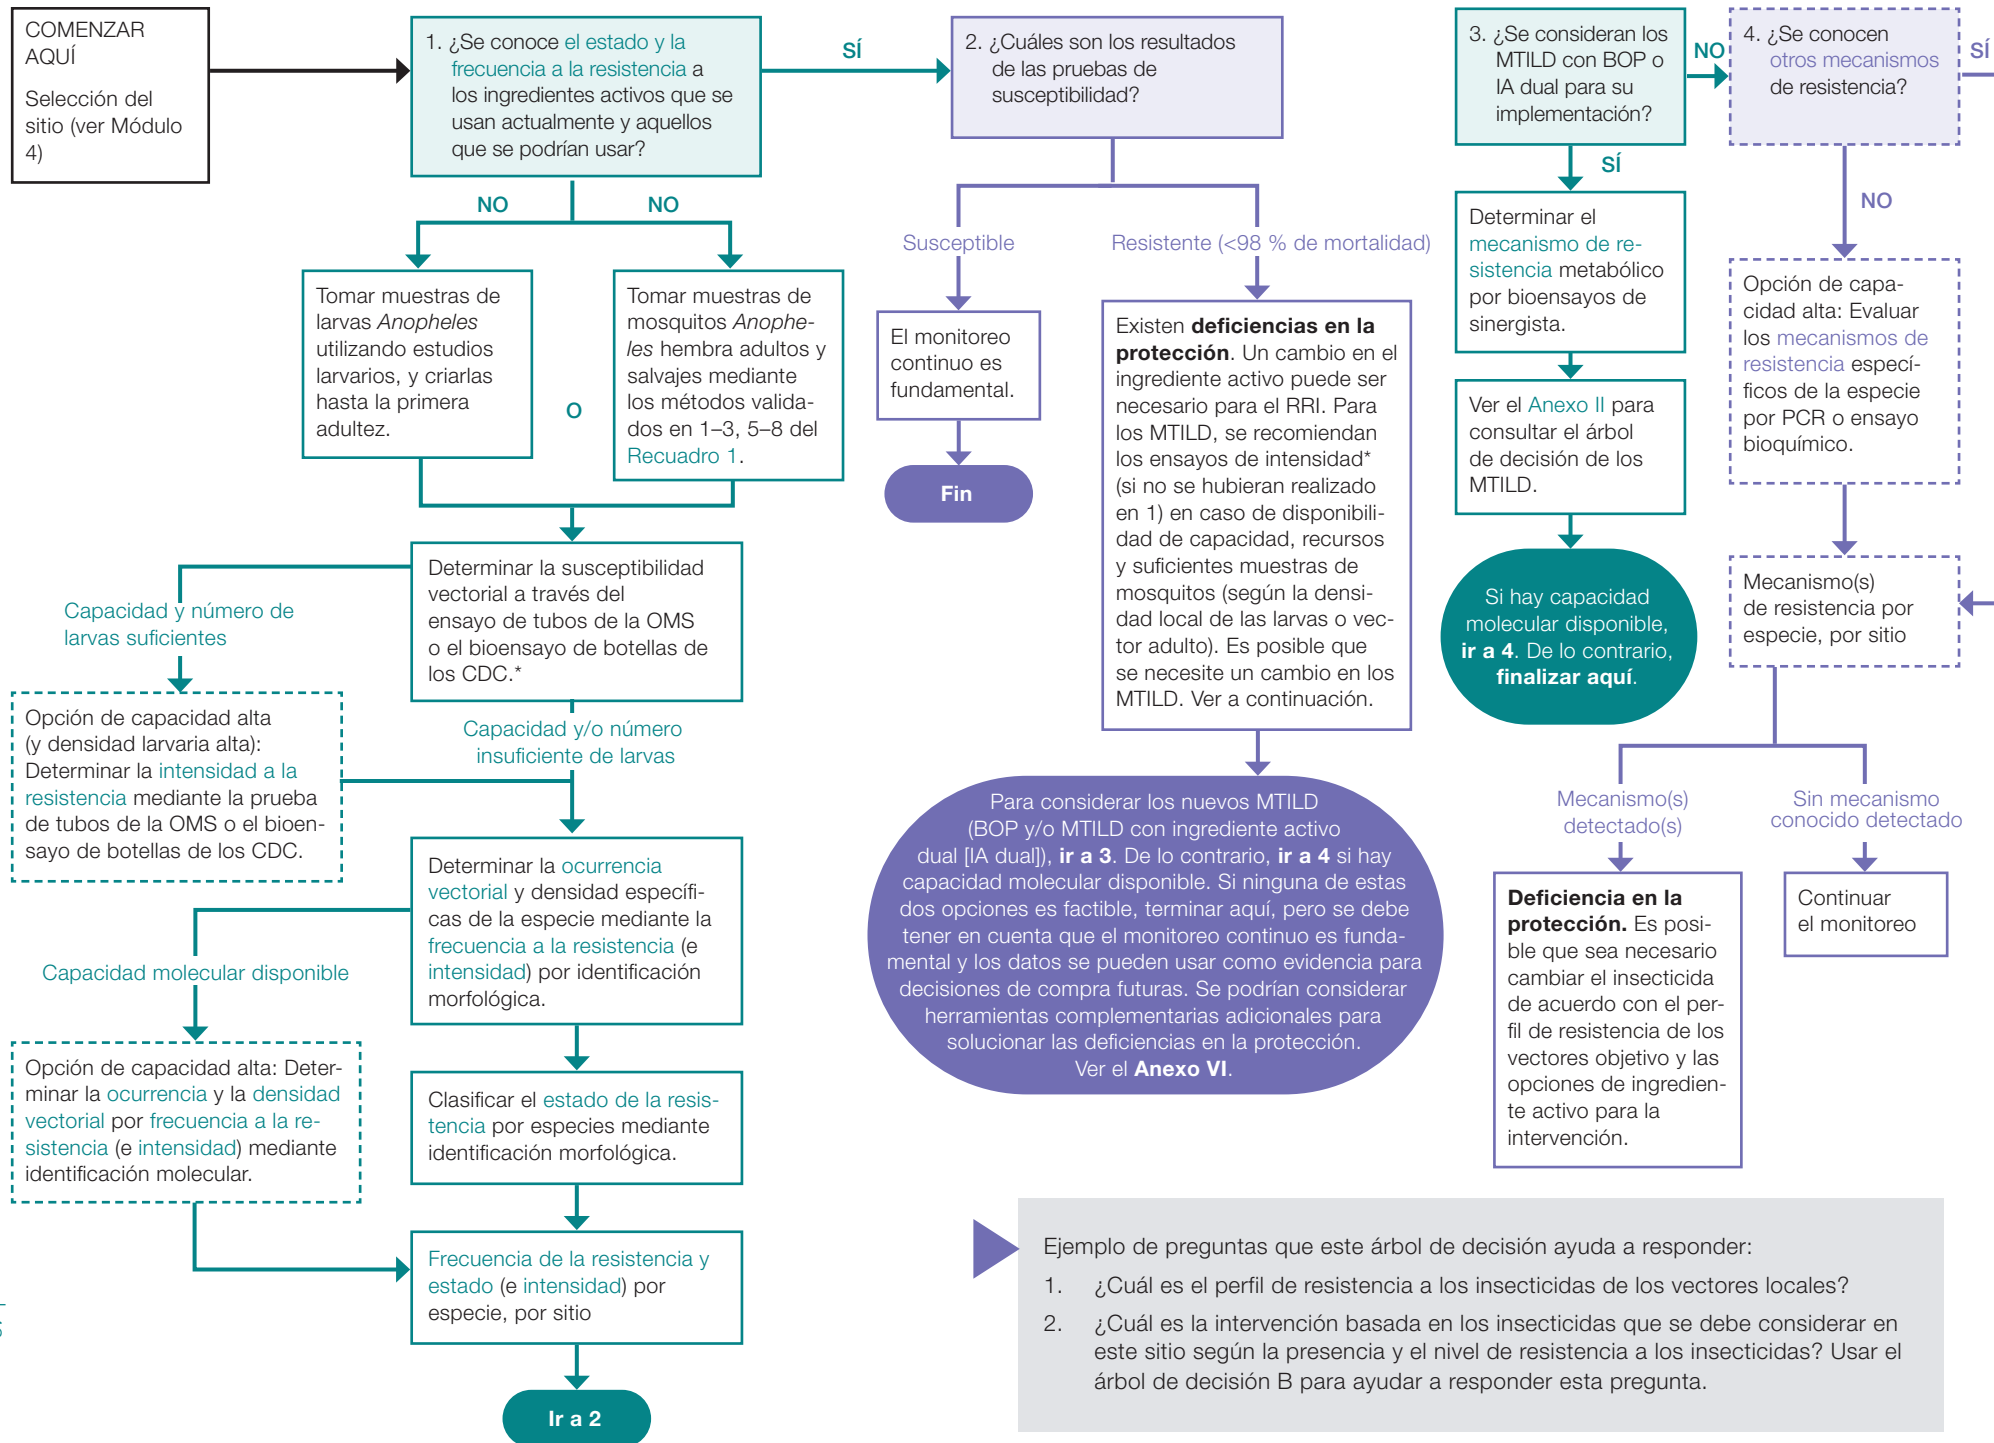 COMENZAR
AQUÍ
Selección del
sitio (ver Módulo
4)
1. ¿Se conoce el estado y la
frecuencia a la resistencia a
los ingredientes activos que se
usan actualmente y aquellos
que se podrían usar?
SÍ
NO
NO
Tomar muestras de
larvas Anopheles
utilizando estudios
larvarios, y criarlas
hasta la primera
adultez.
O
Tomar muestras de
mosquitos Anophe-
les hembra adultos y
salvajes mediante
los métodos valida-
dos en 1–3, 5–8 del
Recuadro 1.
Determinar la susceptibilidad
vectorial a través del
ensayo de tubos de la OMS
o el bioensayo de botellas de
los CDC.*
Capacidad y número de
larvas suficientes
Capacidad y/o número
insuficiente de larvas
Opción de capacidad alta
(y densidad larvaria alta):
Determinar la intensidad a la
resistencia mediante la prueba
de tubos de la OMS o el bioen-
sayo de botellas de los CDC.
Determinar la ocurrencia
vectorial y densidad específi-
cas de la especie mediante la
frecuencia a la resistencia (e
intensidad) por identificación
morfológica.
Capacidad molecular disponible
Opción de capacidad alta: Deter-
minar la ocurrencia y la densidad
vectorial por frecuencia a la re-
sistencia (e intensidad) mediante
identificación molecular.
Clasificar el estado de la resis-
tencia por especies mediante
identificación morfológica.
Frecuencia de la resistencia y
estado (e intensidad) por
especie, por sitio
Ir a 2
2. ¿Cuáles son los resultados
de las pruebas de
susceptibilidad?
Susceptible
Resistente (<98 % de mortalidad)
El monitoreo
continuo es
fundamental.
Fin
Existen deficiencias en la
protección. Un cambio en el
ingrediente activo puede ser
necesario para el RRI. Para
los MTILD, se recomiendan
los ensayos de intensidad*
(si no se hubieran realizado
en 1) en caso de disponibili-
dad de capacidad, recursos
y suficientes muestras de
mosquitos (según la densi-
dad local de las larvas o vec-
tor adulto). Es posible que
se necesite un cambio en los
MTILD. Ver a continuación.
Para considerar los nuevos MTILD
(BOP y/o MTILD con ingrediente activo
dual [IA dual]), ir a 3. De lo contrario, ir a 4 si hay
capacidad molecular disponible. Si ninguna de estas
dos opciones es factible, terminar aquí, pero se debe
tener en cuenta que el monitoreo continuo es funda-
mental y los datos se pueden usar como evidencia para
decisiones de compra futuras. Se podrían considerar
herramientas complementarias adicionales para
solucionar las deficiencias en la protección.
Ver el Anexo VI.
3. ¿Se consideran los
MTILD con BOP o
IA dual para su
implementación?
NO
SÍ
Determinar el
mecanismo de re-
sistencia metabólico
por bioensayos de
sinergista.
Ver el Anexo II para
consultar el árbol
de decisión de los
MTILD.
Si hay capacidad
molecular disponible,
ir a 4. De lo contrario,
finalizar aquí.
4. ¿Se conocen
otros mecanismos
de resistencia?
SÍ
NO
Opción de capa-
cidad alta: Evaluar
los mecanismos de
resistencia especí-
ficos de la especie
por PCR o ensayo
bioquímico.
Mecanismo(s)
de resistencia por
especie, por sitio
Mecanismo(s)
detectado(s)
Sin mecanismo
conocido detectado
Deficiencia en la
protección. Es posi-
ble que sea necesario
cambiar el insecticida
de acuerdo con el per-
fil de resistencia de los
vectores objetivo y las
opciones de ingredien-
te activo para la
intervención.
Continuar
el monitoreo
Ejemplo de preguntas que este árbol de decisión ayuda a responder:
1. ¿Cuál es el perfil de resistencia a los insecticidas de los vectores locales?
2. ¿Cuál es la intervención basada en los insecticidas que se debe considerar en
este sitio según la presencia y el nivel de resistencia a los insecticidas? Usar el
árbol de decisión B para ayudar a responder esta pregunta.